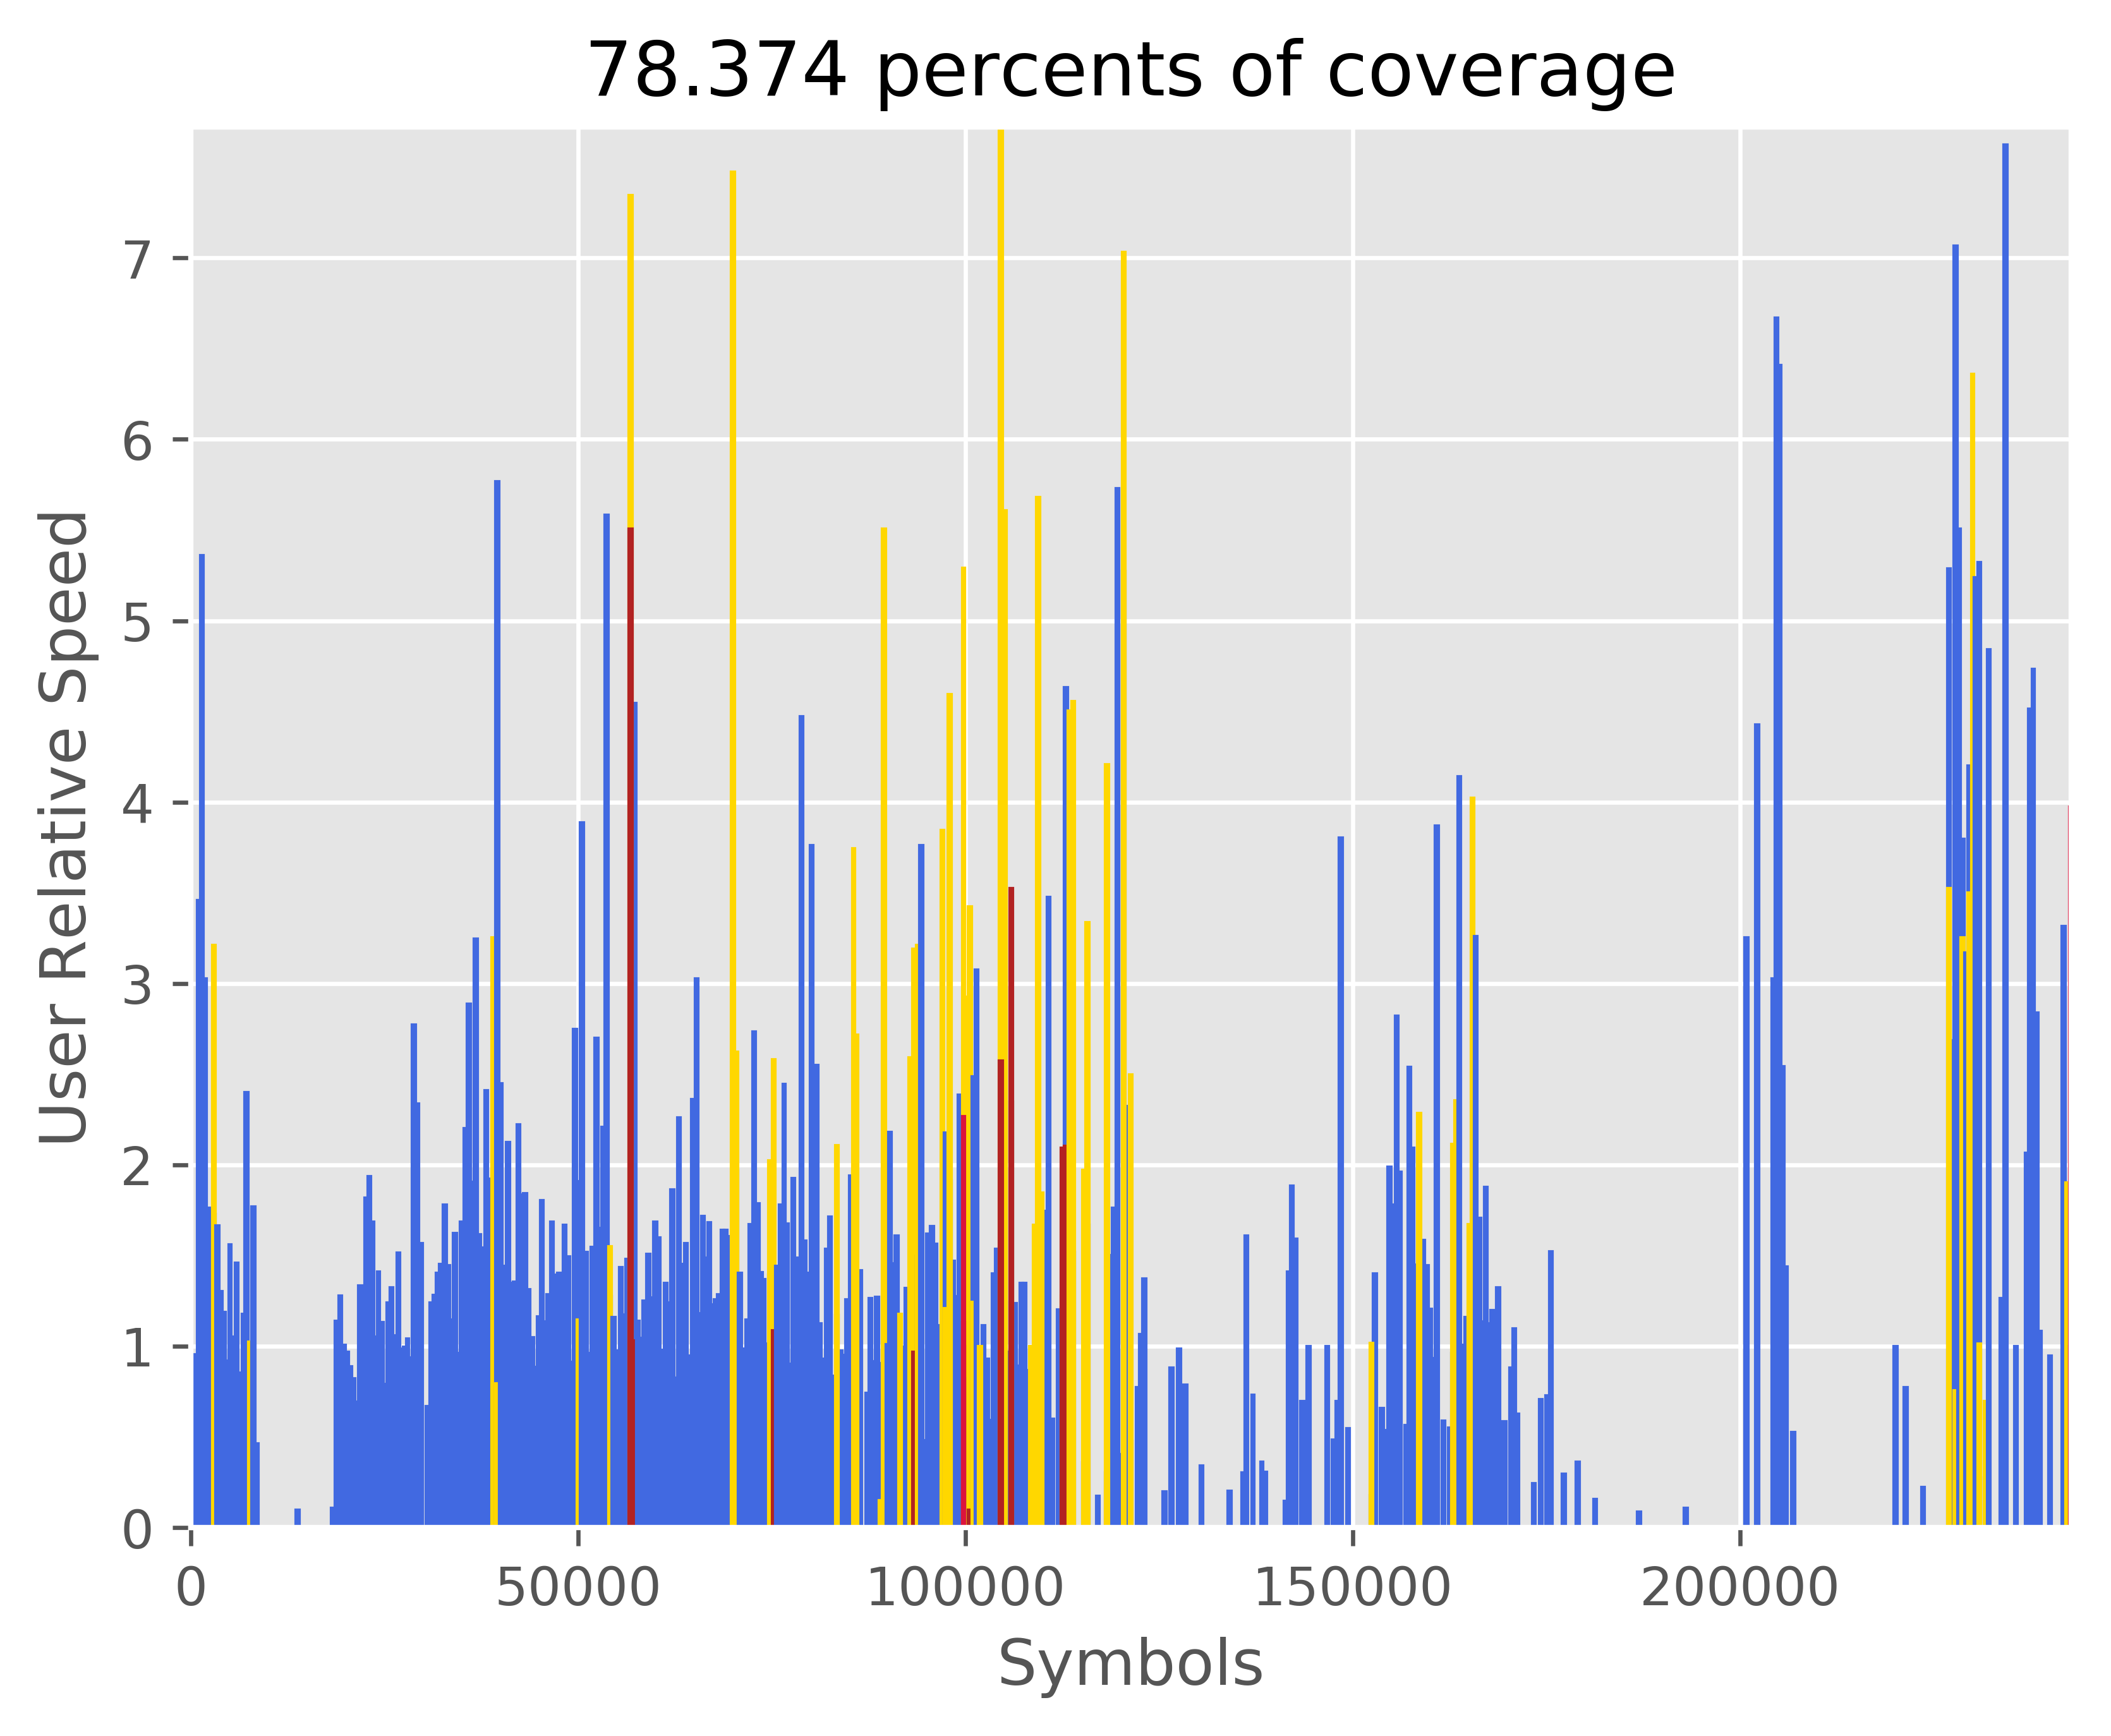 78.374 percents of coverage
User Relative Speed
7
6
5
4
3
2
1
0
0 50000 100000 150000 200000
Symbols